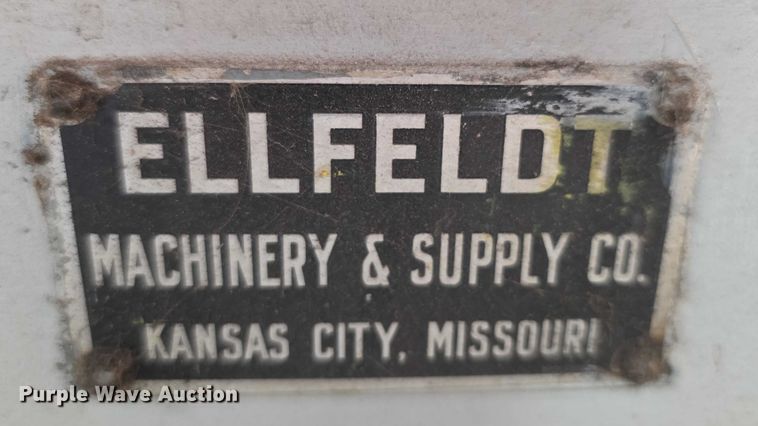 ELLFELDT
MACHINERY & SUPPLY CO.
KANSAS CITY, MISSOURI
Purple Wave Auction